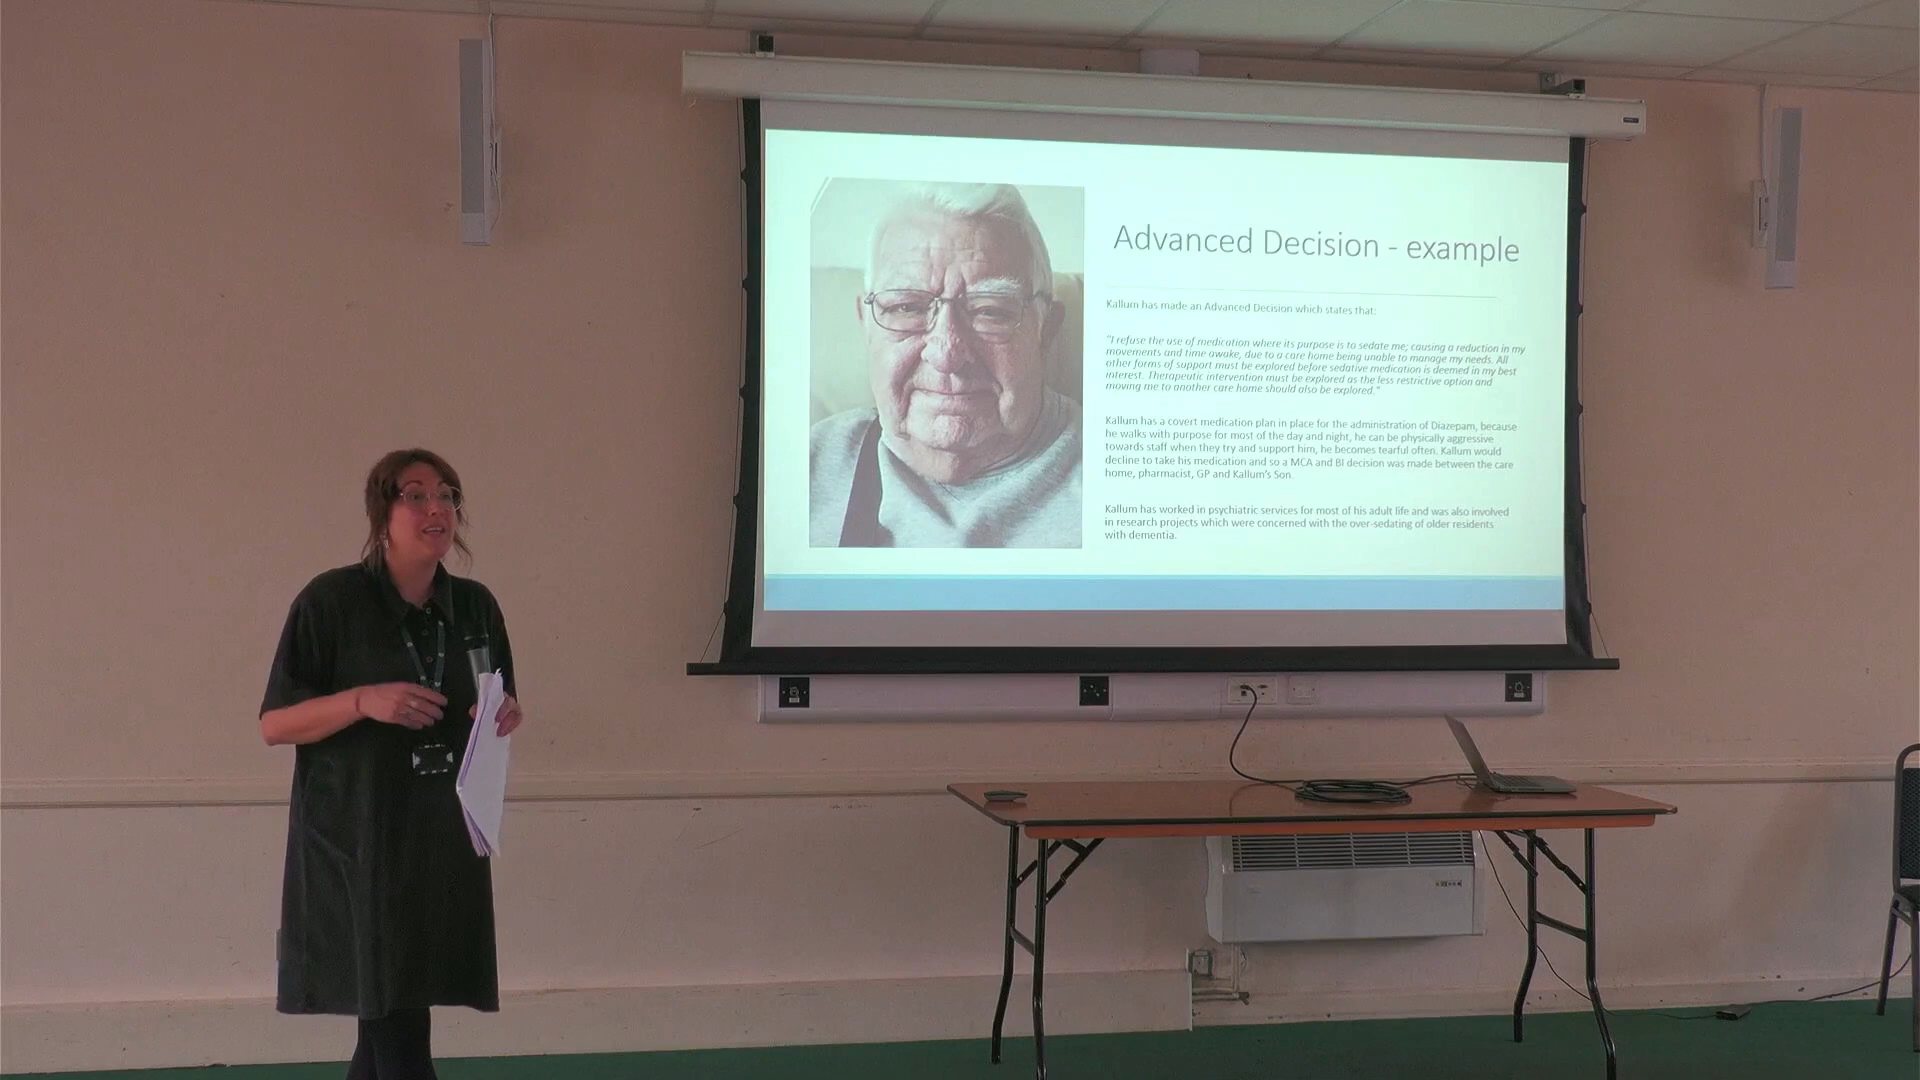 Advanced Decision - example
Kallum has made an Advanced Decision which states that:
"I refuse the use of medication where its purpose is to sedate me; causing a reduction in my
movements and time awake, due to a care home being unable to manage my needs. All
other forms of support must be explored before sedative medication is deemed in my best
interest. Therapeutic intervention must be explored as the less restrictive option and
moving me to another care home should also be explored."
Kallum has a covert medication plan in place for the administration of Diazepam, because
he walks with purpose for most of the day and night, he can be physically aggressive
towards staff when they try and support him, he becomes tearful often. Kallum would
decline to take his medication and so a MCA and BI decision was made between the care
home, pharmacist, GP and Kallum's Son.
Kallum has worked in psychiatric services for most of his adult life and was also involved
in research projects which were concerned with the over-sedating of older residents
with dementia.